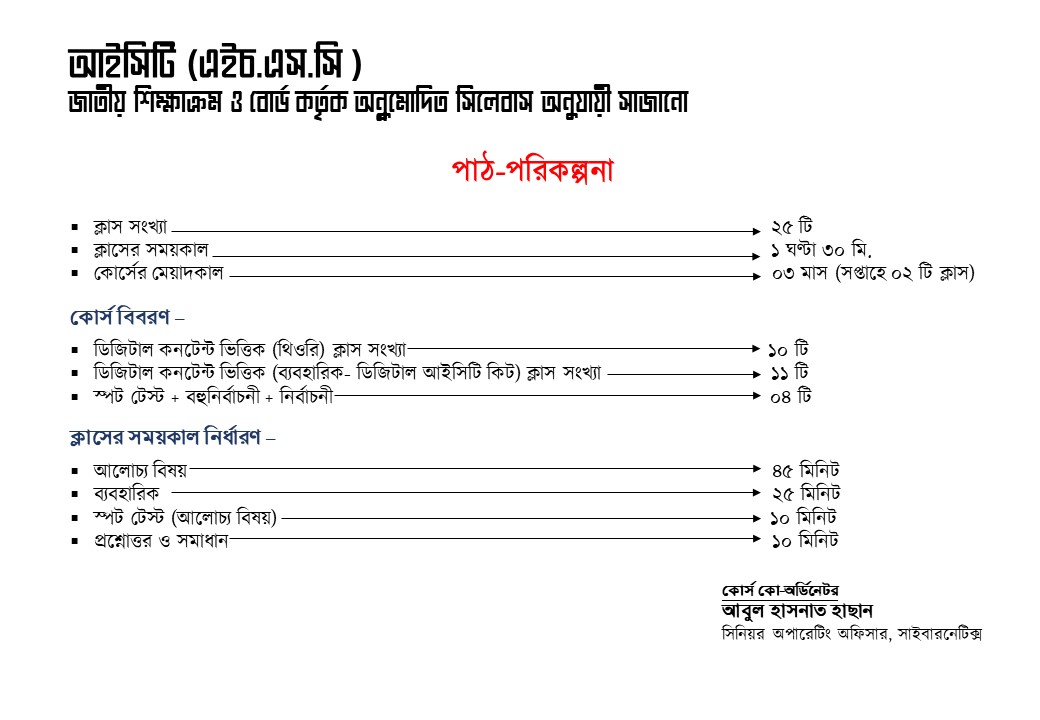 আইসিটি (এইচ.এস.সি )
জাতীয় শিক্ষাক্রম ও বোর্ড কর্তৃক অনুমোদিত সিলেবাস অনুযায়ী সাজানো
পাঠ-পরিকল্পনা
▪ ক্লাস সংখ্যা ২৫ টি
▪ ক্লাসের সময়কাল ১ ঘণ্টা ৩০ মি.
▪ কোর্সের মেয়াদকাল ০৩ মাস (সপ্তাহে ০২ টি ক্লাস)
কোর্স বিবরণ –
▪ ডিজিটাল কনটেন্ট ভিত্তিক (থিওরি) ক্লাস সংখ্যা ১০ টি
▪ ডিজিটাল কনটেন্ট ভিত্তিক (ব্যবহারিক- ডিজিটাল আইসিটি কিট) ক্লাস সংখ্যা ১১ টি
▪ স্পট টেস্ট + বহুনির্বাচনী + নির্বাচনী ০৪ টি
ক্লাসের সময়কাল নির্ধারণ –
▪ আলোচ্য বিষয় ৪৫ মিনিট
▪ ব্যবহারিক ২৫ মিনিট
▪ স্পট টেস্ট (আলোচ্য বিষয়) ১০ মিনিট
▪ প্রশ্নোত্তর ও সমাধান ১০ মিনিট
কোর্স কো-অর্ডিনেটর
আবুল হাসনাত হাছান
সিনিয়র অপারেটিং অফিসার, সাইবারনেটিক্স